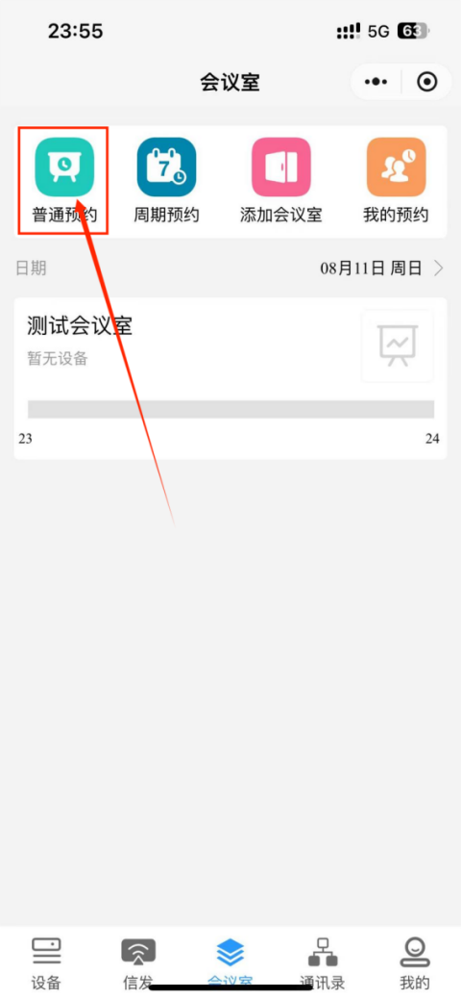 23:55
5G 63
会议室
7
普通预约 周期预约 添加会议室 我的预约
日期 08月11日 周日
测试会议室
暂无设备
23 24
设备 信发 会议室 通讯录 我的